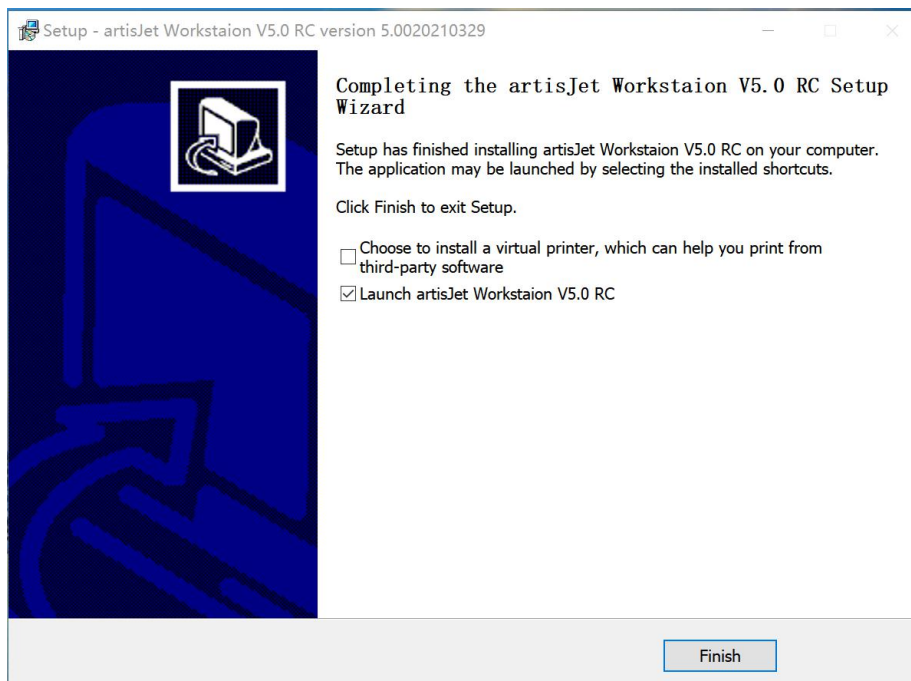 Setup - artisJet Workstaion V5.0 RC version 5.0020210329
Completing the artisJet Workstaion V5.0 RC Setup
Wizard
Setup has finished installing artisJet Workstaion V5.0 RC on your computer.
The application may be launched by selecting the installed shortcuts.
Click Finish to exit Setup.
Choose to install a virtual printer, which can help you print from
third-party software
Launch artisJet Workstaion V5.0 RC
Finish